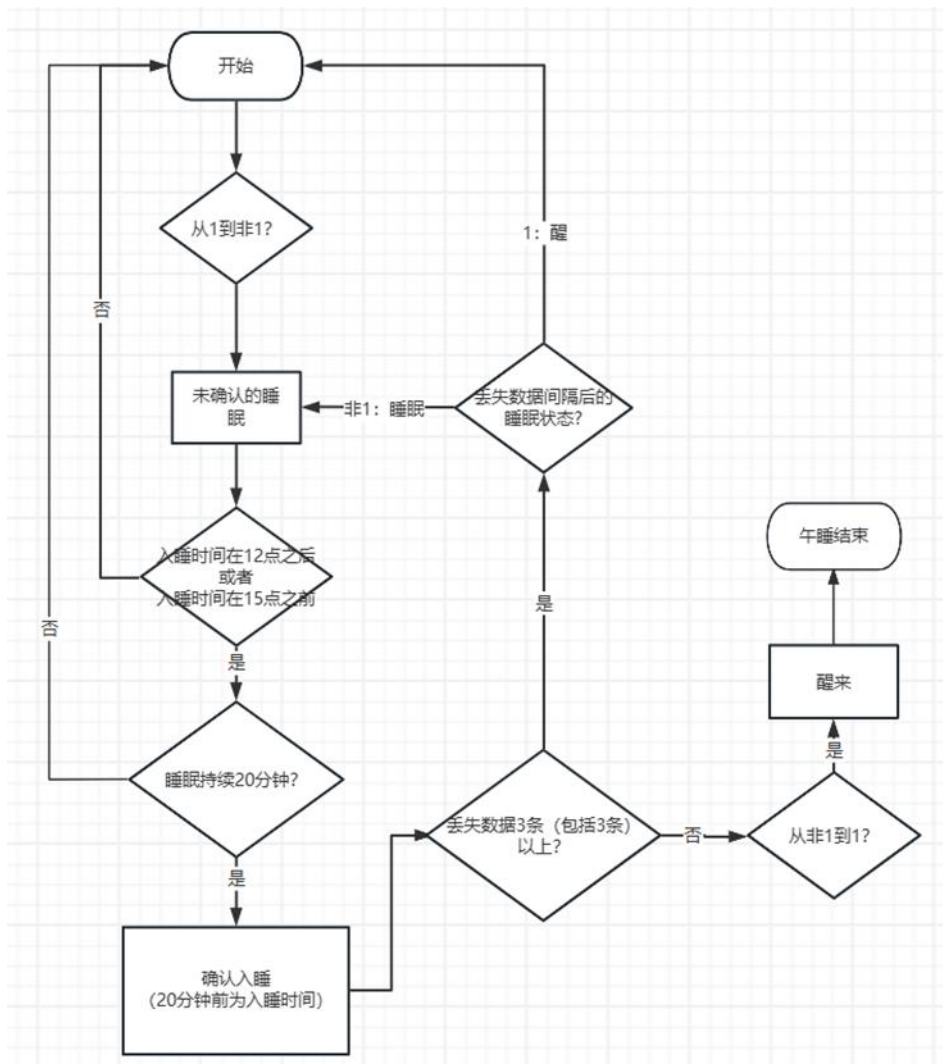 开始
从1到非1?
1：醒
否
未确认的睡
眠
非1：睡眠
丢失数据间隔后的
睡眠状态?
入睡时间在12点之后
或者
入睡时间在15点之前
午睡结束
是
否
是
醒来
睡眠持续20分钟?
是
丢失数据3条（包括3条）
以上?
否
从非1到1?
是
确认入睡
（20分钟前为入睡时间）